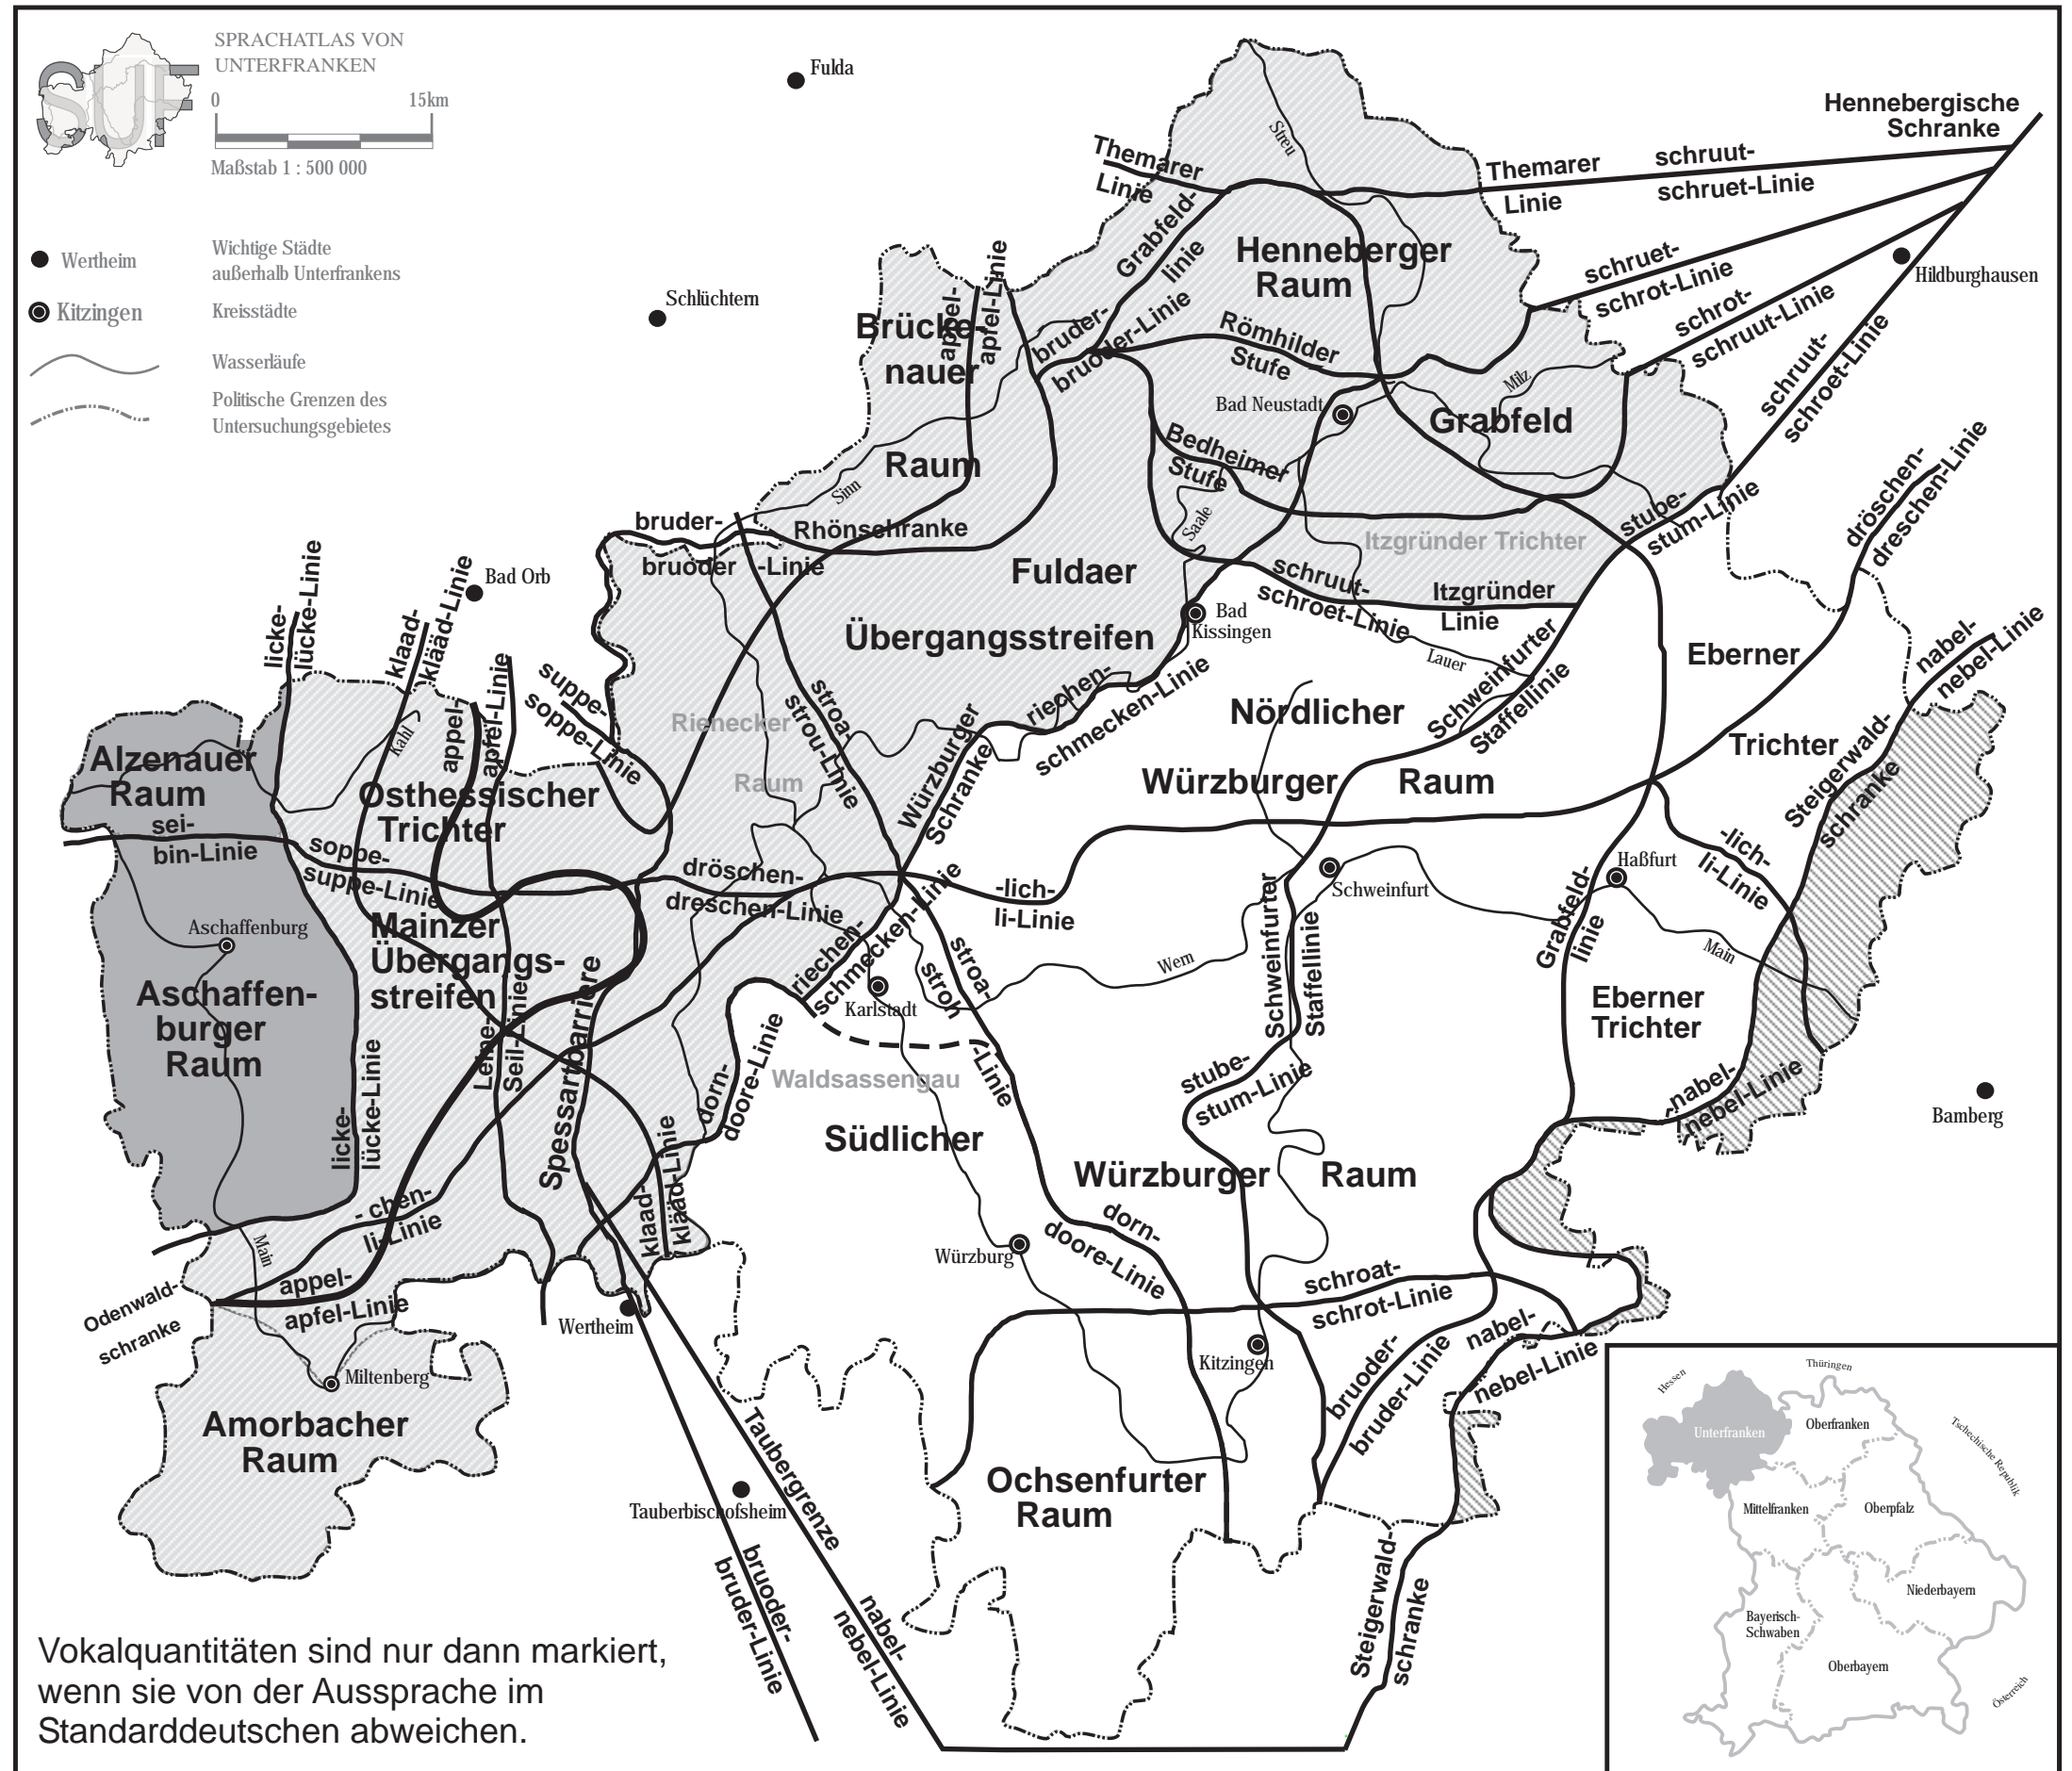 SUF
SPRACHATLAS VON
UNTERFRANKEN
0 15km
Maßstab 1 : 500 000
Wertheim
Wichtige Städte
außerhalb Unterfrankens
Kitzingen
Kreisstädte
Wasserläufe
Politische Grenzen des
Untersuchungsgebietes
Fulda
Schlüchtern
Bad Orb
Hennebergische
Schranke
Themarer
Linie
Themarer
Linie
schruut-
schruet-Linie
schruet-
schrot-Linie
schrot-
schruut-Linie
schruut-
schroet-Linie
Hildburghausen
Streu
Grabfeld-
linie
Henneberger
Raum
appel-
apfel-Linie
Brücke-
nauer
Raum
Sinn
bruder-
bruoder-Linie
Römhilder
Stufe
Milz
Bad Neustadt
Grabfeld
Bedheimer
Stufe
Saale
stube-
stum-Linie
dröschen-
dreschen-Linie
Itzgründer Trichter
bruder-
bruoder -Linie
Rhönschranke
Fuldaer
Übergangsstreifen
schruut-
schroet-Linie
Itzgründer
Linie
Bad
Kissingen
Lauer
Schweinfurter
Staffellinie
Eberner
Trichter
nabel-
nebel-Linie
Steigerwald-
schranke
licke-
lücke-Linie
klaad-
klääd-Linie
appel-
apfel-Linie
suppe-
soppe-Linie
Kahl
Rienecker
Raum
stroa-
strou-Linie
Würzburger
Schranke
riechen-
schmecken-Linie
Nördlicher
Würzburger Raum
Alzenauer
Raum
Osthessischer
Trichter
sei-
bin-Linie
soppe-
suppe-Linie
dröschen-
dreschen-Linie
-lich-
li-Linie
-lich-
li-Linie
Haßfurt
Schweinfurt
Grabfeld-
linie
Main
Schweinfurter
Staffellinie
Wern
Aschaffenburg
Mainzer
Übergangs-
streifen
Aschaffen-
burger
Raum
riechen-
schmecken-Linie
Karlstadt
stroa-
stroh
-Linie
Eberner
Trichter
Leine-
Seil-Linie
Spessartbarriere
licke-
lücke-Linie
dorn-
doore-Linie
Waldsassengau
stube-
stum-Linie
nabel-
nebel-Linie
Bamberg
Südlicher
Würzburger Raum
klaad-
klääd-Linie
- chen-
li-Linie
Main
appel-
apfel-Linie
Odenwald-
schranke
dorn-
doore-Linie
Würzburg
schroat-
schrot-Linie
Wertheim
Kitzingen
bruoder-
bruder-Linie
nabel-
nebel-Linie
Miltenberg
Amorbacher
Raum
Taubergrenze
Tauberbischofsheim
bruoder-
bruder-Linie
nabel-
nebel-Linie
Ochsenfurter
Raum
Steigerwald-
schranke
Vokalquantitäten sind nur dann markiert,
wenn sie von der Aussprache im
Standarddeutschen abweichen.
Hessen
Thüringen
Tschechische Republik
Unterfranken
Oberfranken
Mittelfranken
Oberpfalz
Niederbayern
Bayerisch-
Schwaben
Oberbayern
Österreich